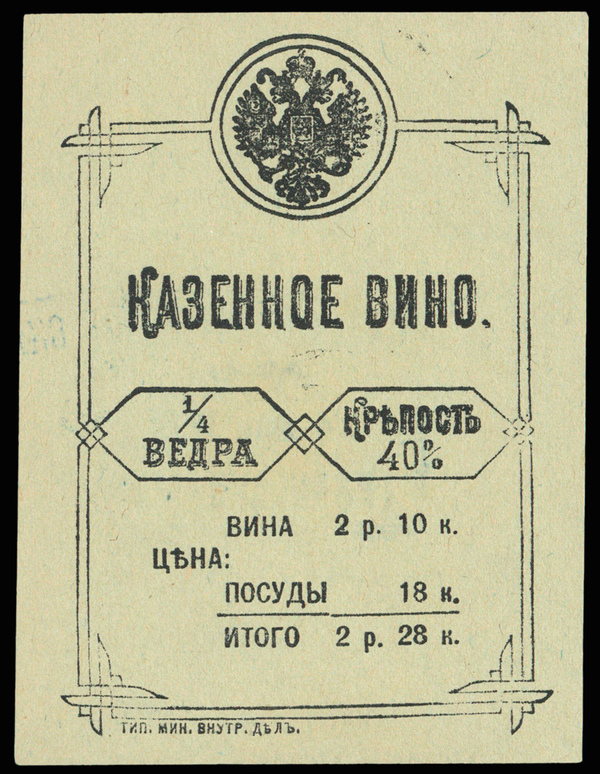 КАЗЕННОЕ ВИНО.
1/4
ВЕДРА
КРѢПОСТЬ
40%
ВИНА 2 р. 10 к.
ЦѢНА:
ПОСУДЫ 18 к.
ИТОГО 2 р. 28 к.
ТИП. МИН. ВНУТР. ДѢЛЪ.